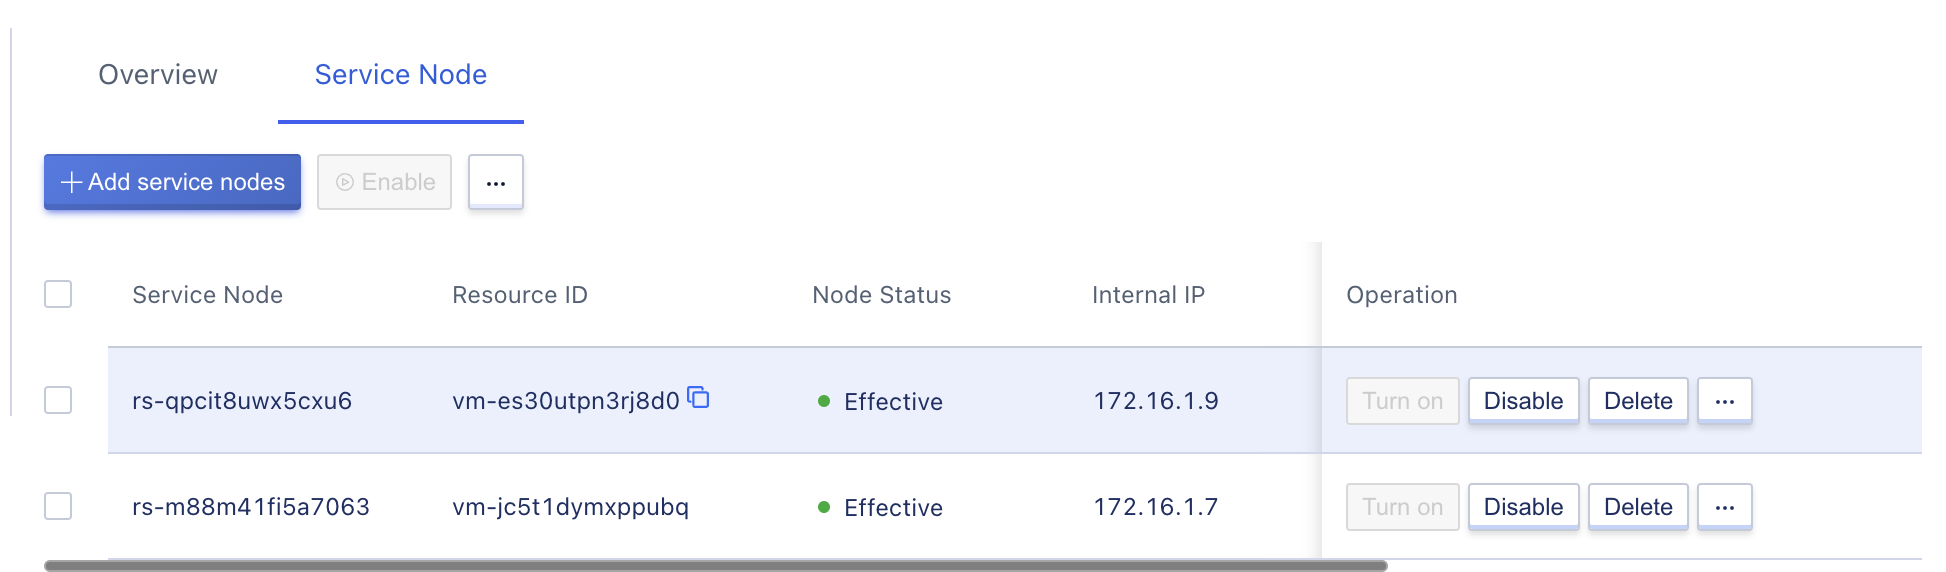 Overview Service Node
Add service nodes Enable ...
Service Node Resource ID Node Status Internal IP Operation
rs-qpcit8uwx5cxu6 vm-es30utpn3rj8d0 Effective 172.16.1.9 Turn on Disable Delete ...
rs-m88m41fi5a7063 vm-jc5t1dymxppubq Effective 172.16.1.7 Turn on Disable Delete ...